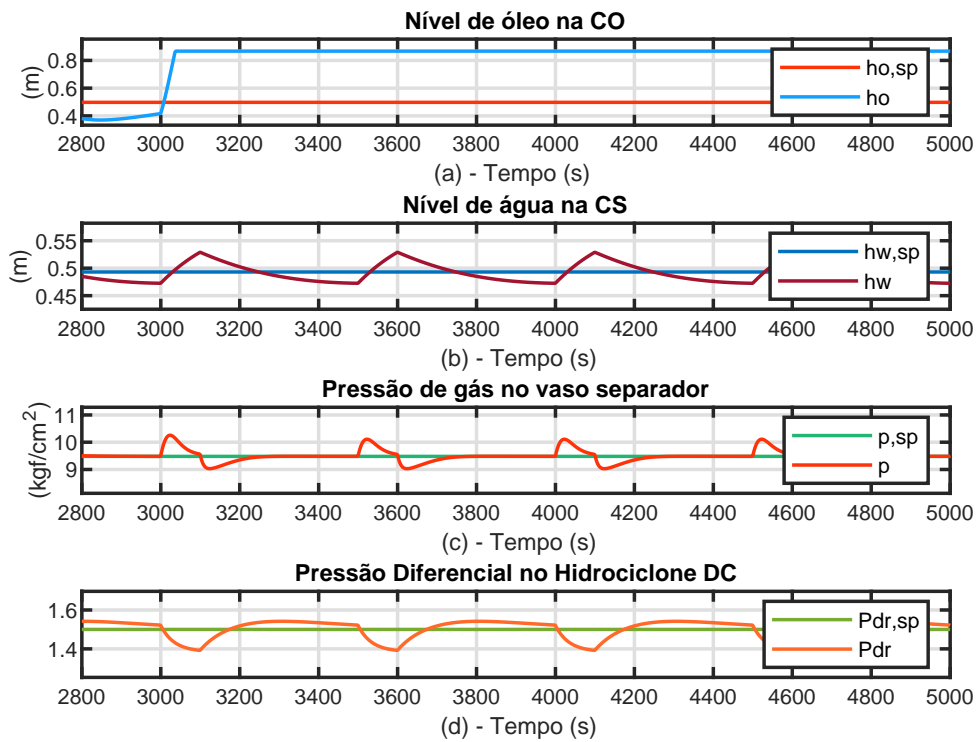 Nível de óleo na CO
0.8
0.6
0.4
(m)
ho,sp
ho
2800 3000 3200 3400 3600 3800 4000 4200 4400 4600 4800 5000
(a) - Tempo (s)
Nível de água na CS
0.55
0.5
0.45
(m)
hw,sp
hw
2800 3000 3200 3400 3600 3800 4000 4200 4400 4600 4800 5000
(b) - Tempo (s)
Pressão de gás no vaso separador
11
10
9
(kgf/cm²)
p,sp
p
2800 3000 3200 3400 3600 3800 4000 4200 4400 4600 4800 5000
(c) - Tempo (s)
Pressão Diferencial no Hidrociclone DC
1.6
1.4
Pdr,sp
Pdr
2800 3000 3200 3400 3600 3800 4000 4200 4400 4600 4800 5000
(d) - Tempo (s)